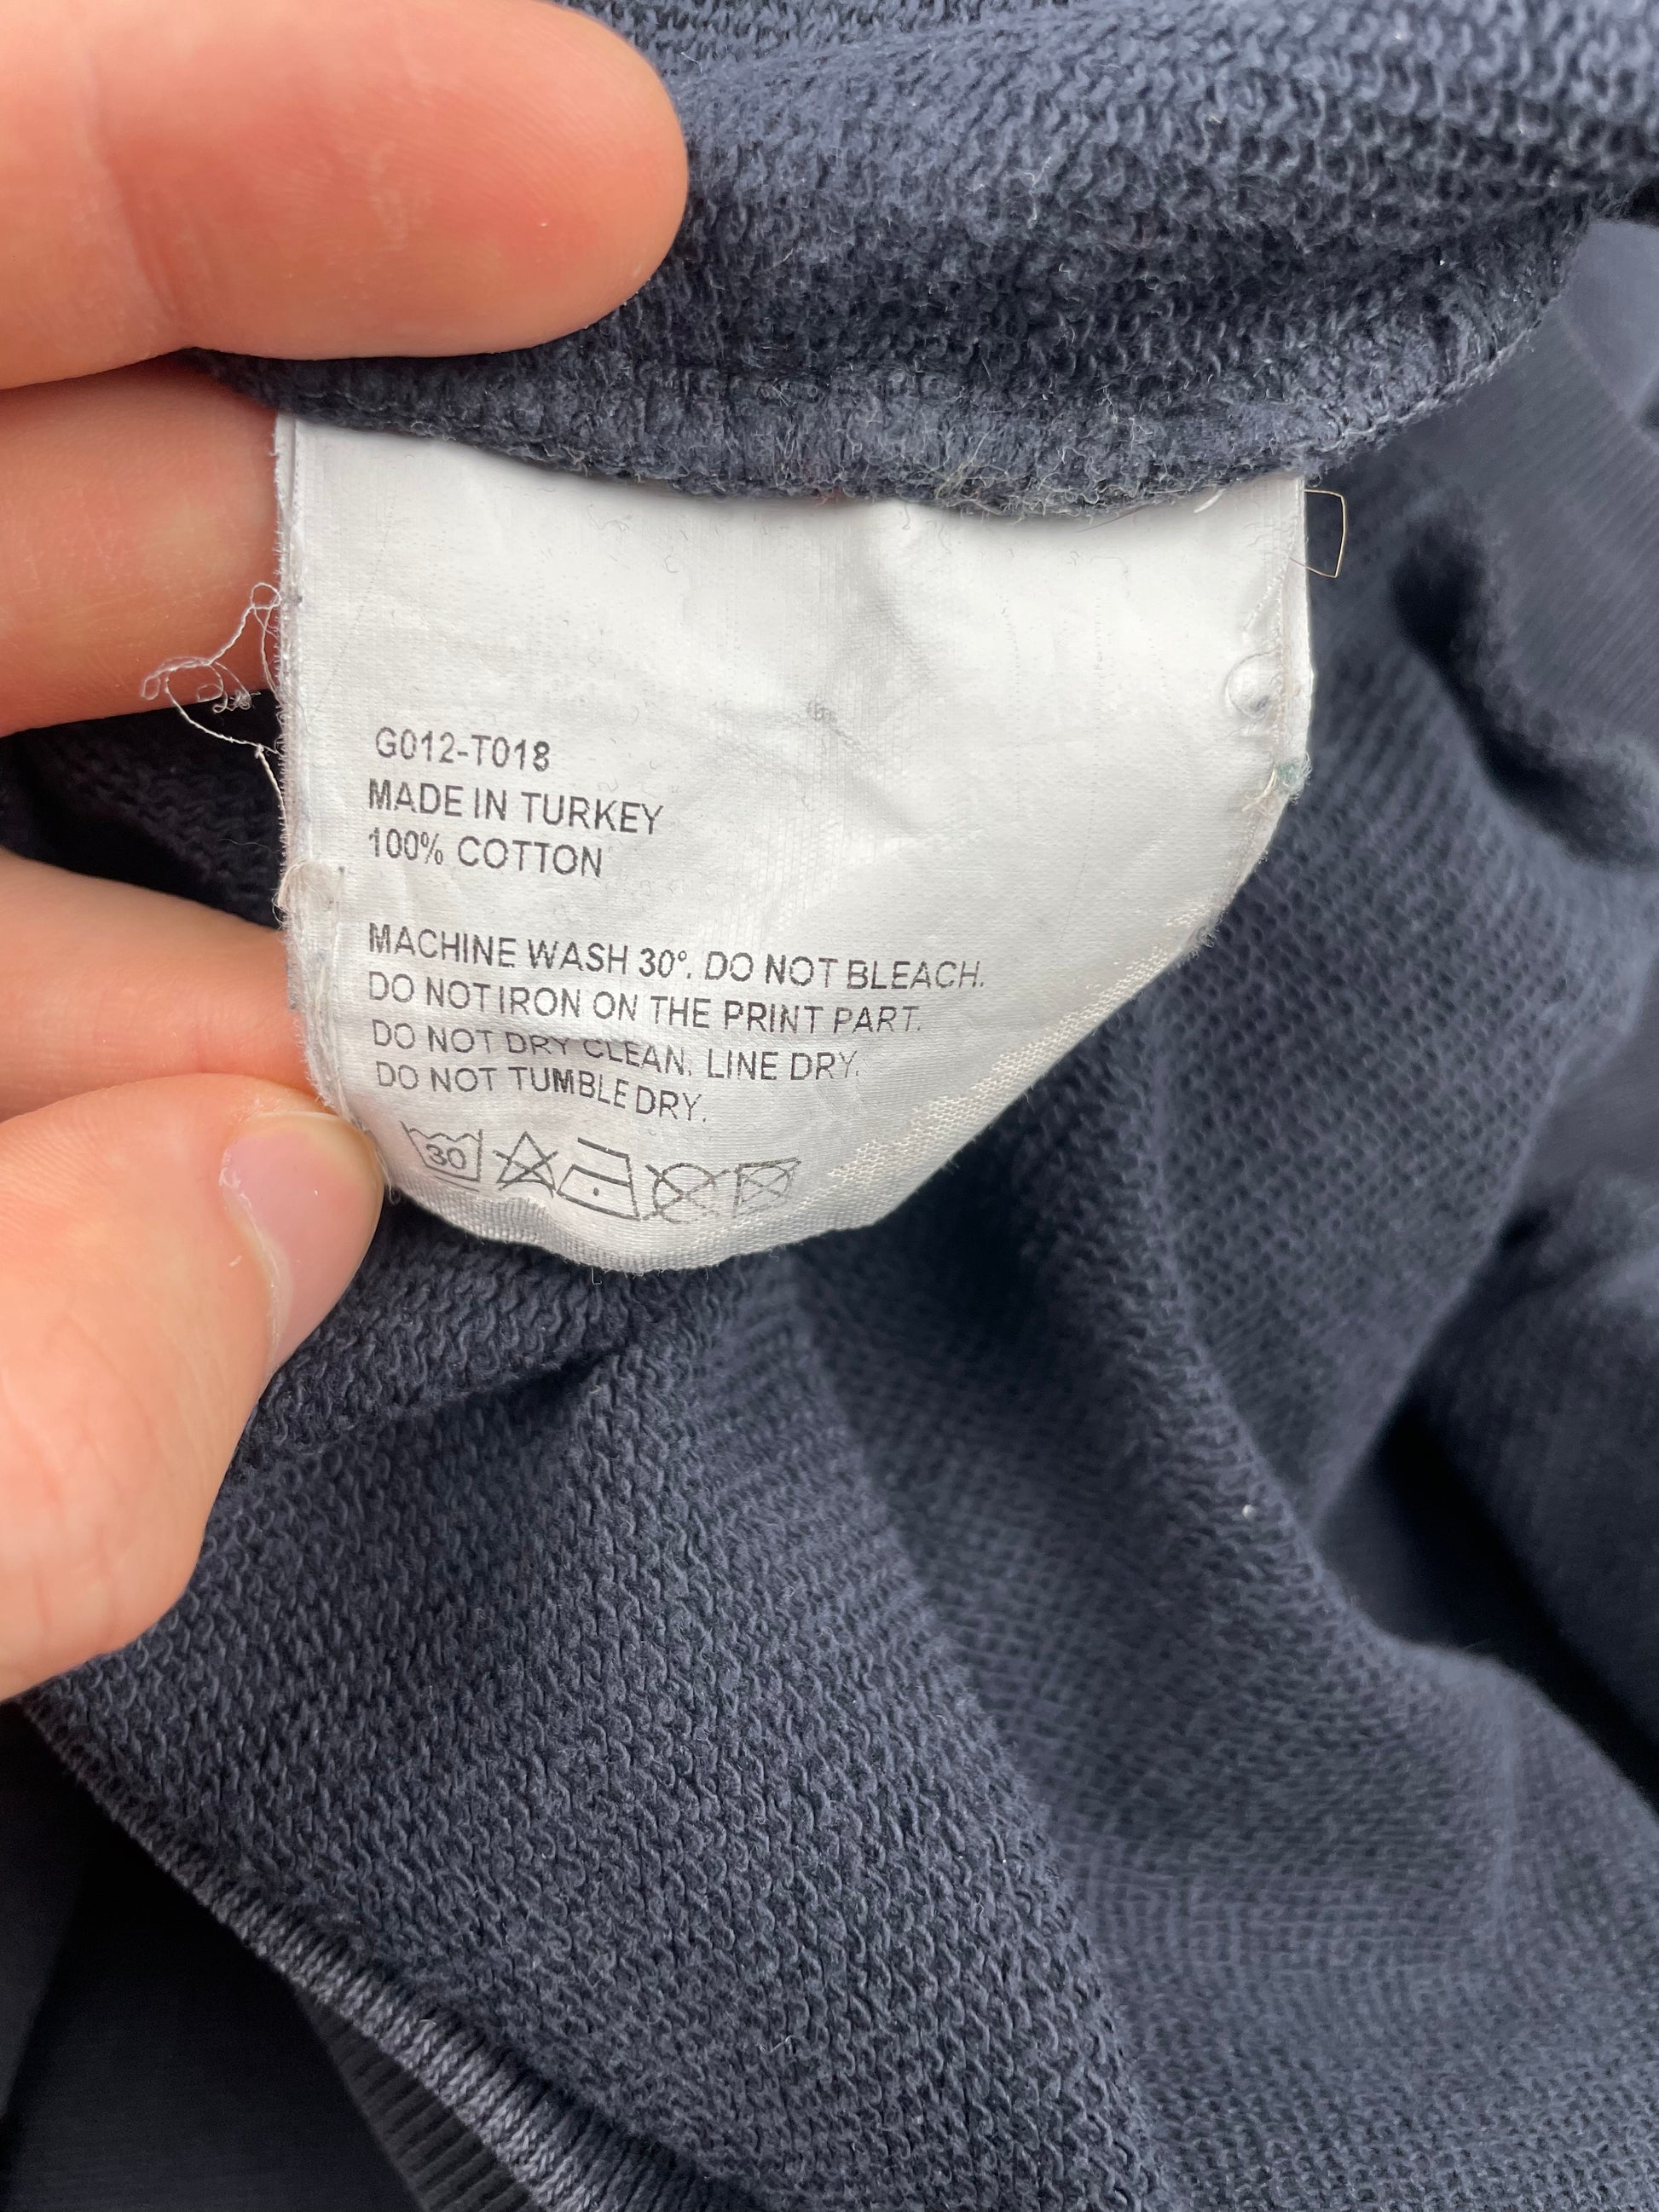 G012-T018
MADE IN TURKEY
100% COTTON
MACHINE WASH 30°. DO NOT BLEACH.
DO NOT IRON ON THE PRINT PART.
DO NOT DRY CLEAN. LINE DRY.
DO NOT TUMBLE DRY.
30